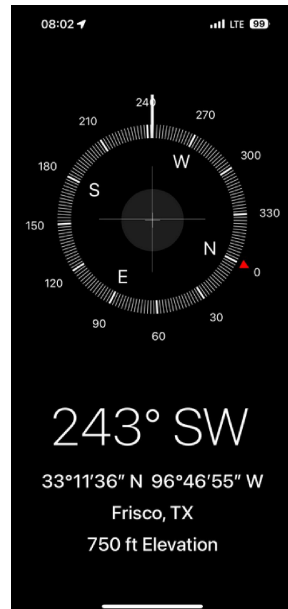 08:02 LTE 99
240
210 270
W
180 300
S
150 330
N
E 0
120
90 30
60
243° SW
33°11'36" N 96°46'55" W
Frisco, TX
750 ft Elevation